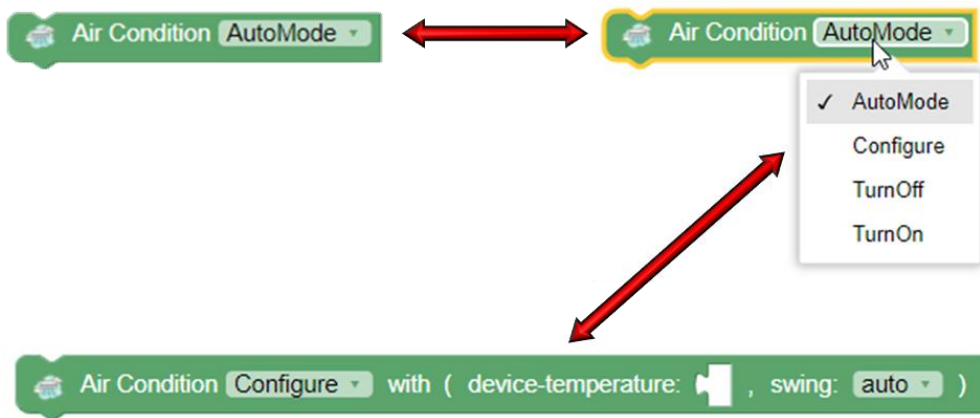 Air Condition AutoMode
Air Condition AutoMode
✓ AutoMode
Configure
TurnOff
TurnOn
Air Condition Configure with ( device-temperature: , swing: auto )